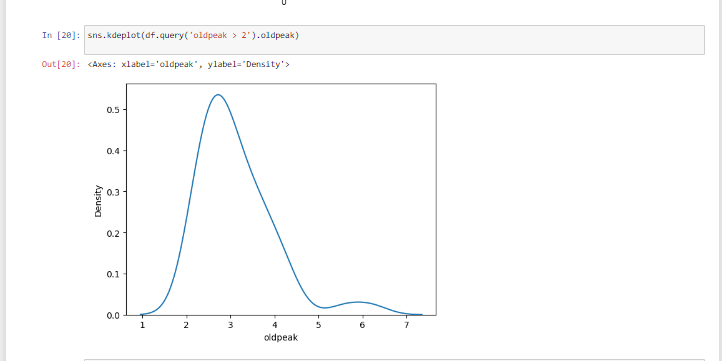 0
In [20]: sns.kdeplot(df.query('oldpeak > 2').oldpeak)
Out[20]: <Axes: xlabel='oldpeak', ylabel='Density'>
0.5
0.4
0.3
0.2
0.1
0.0
Density
1 2 3 4 5 6 7
oldpeak